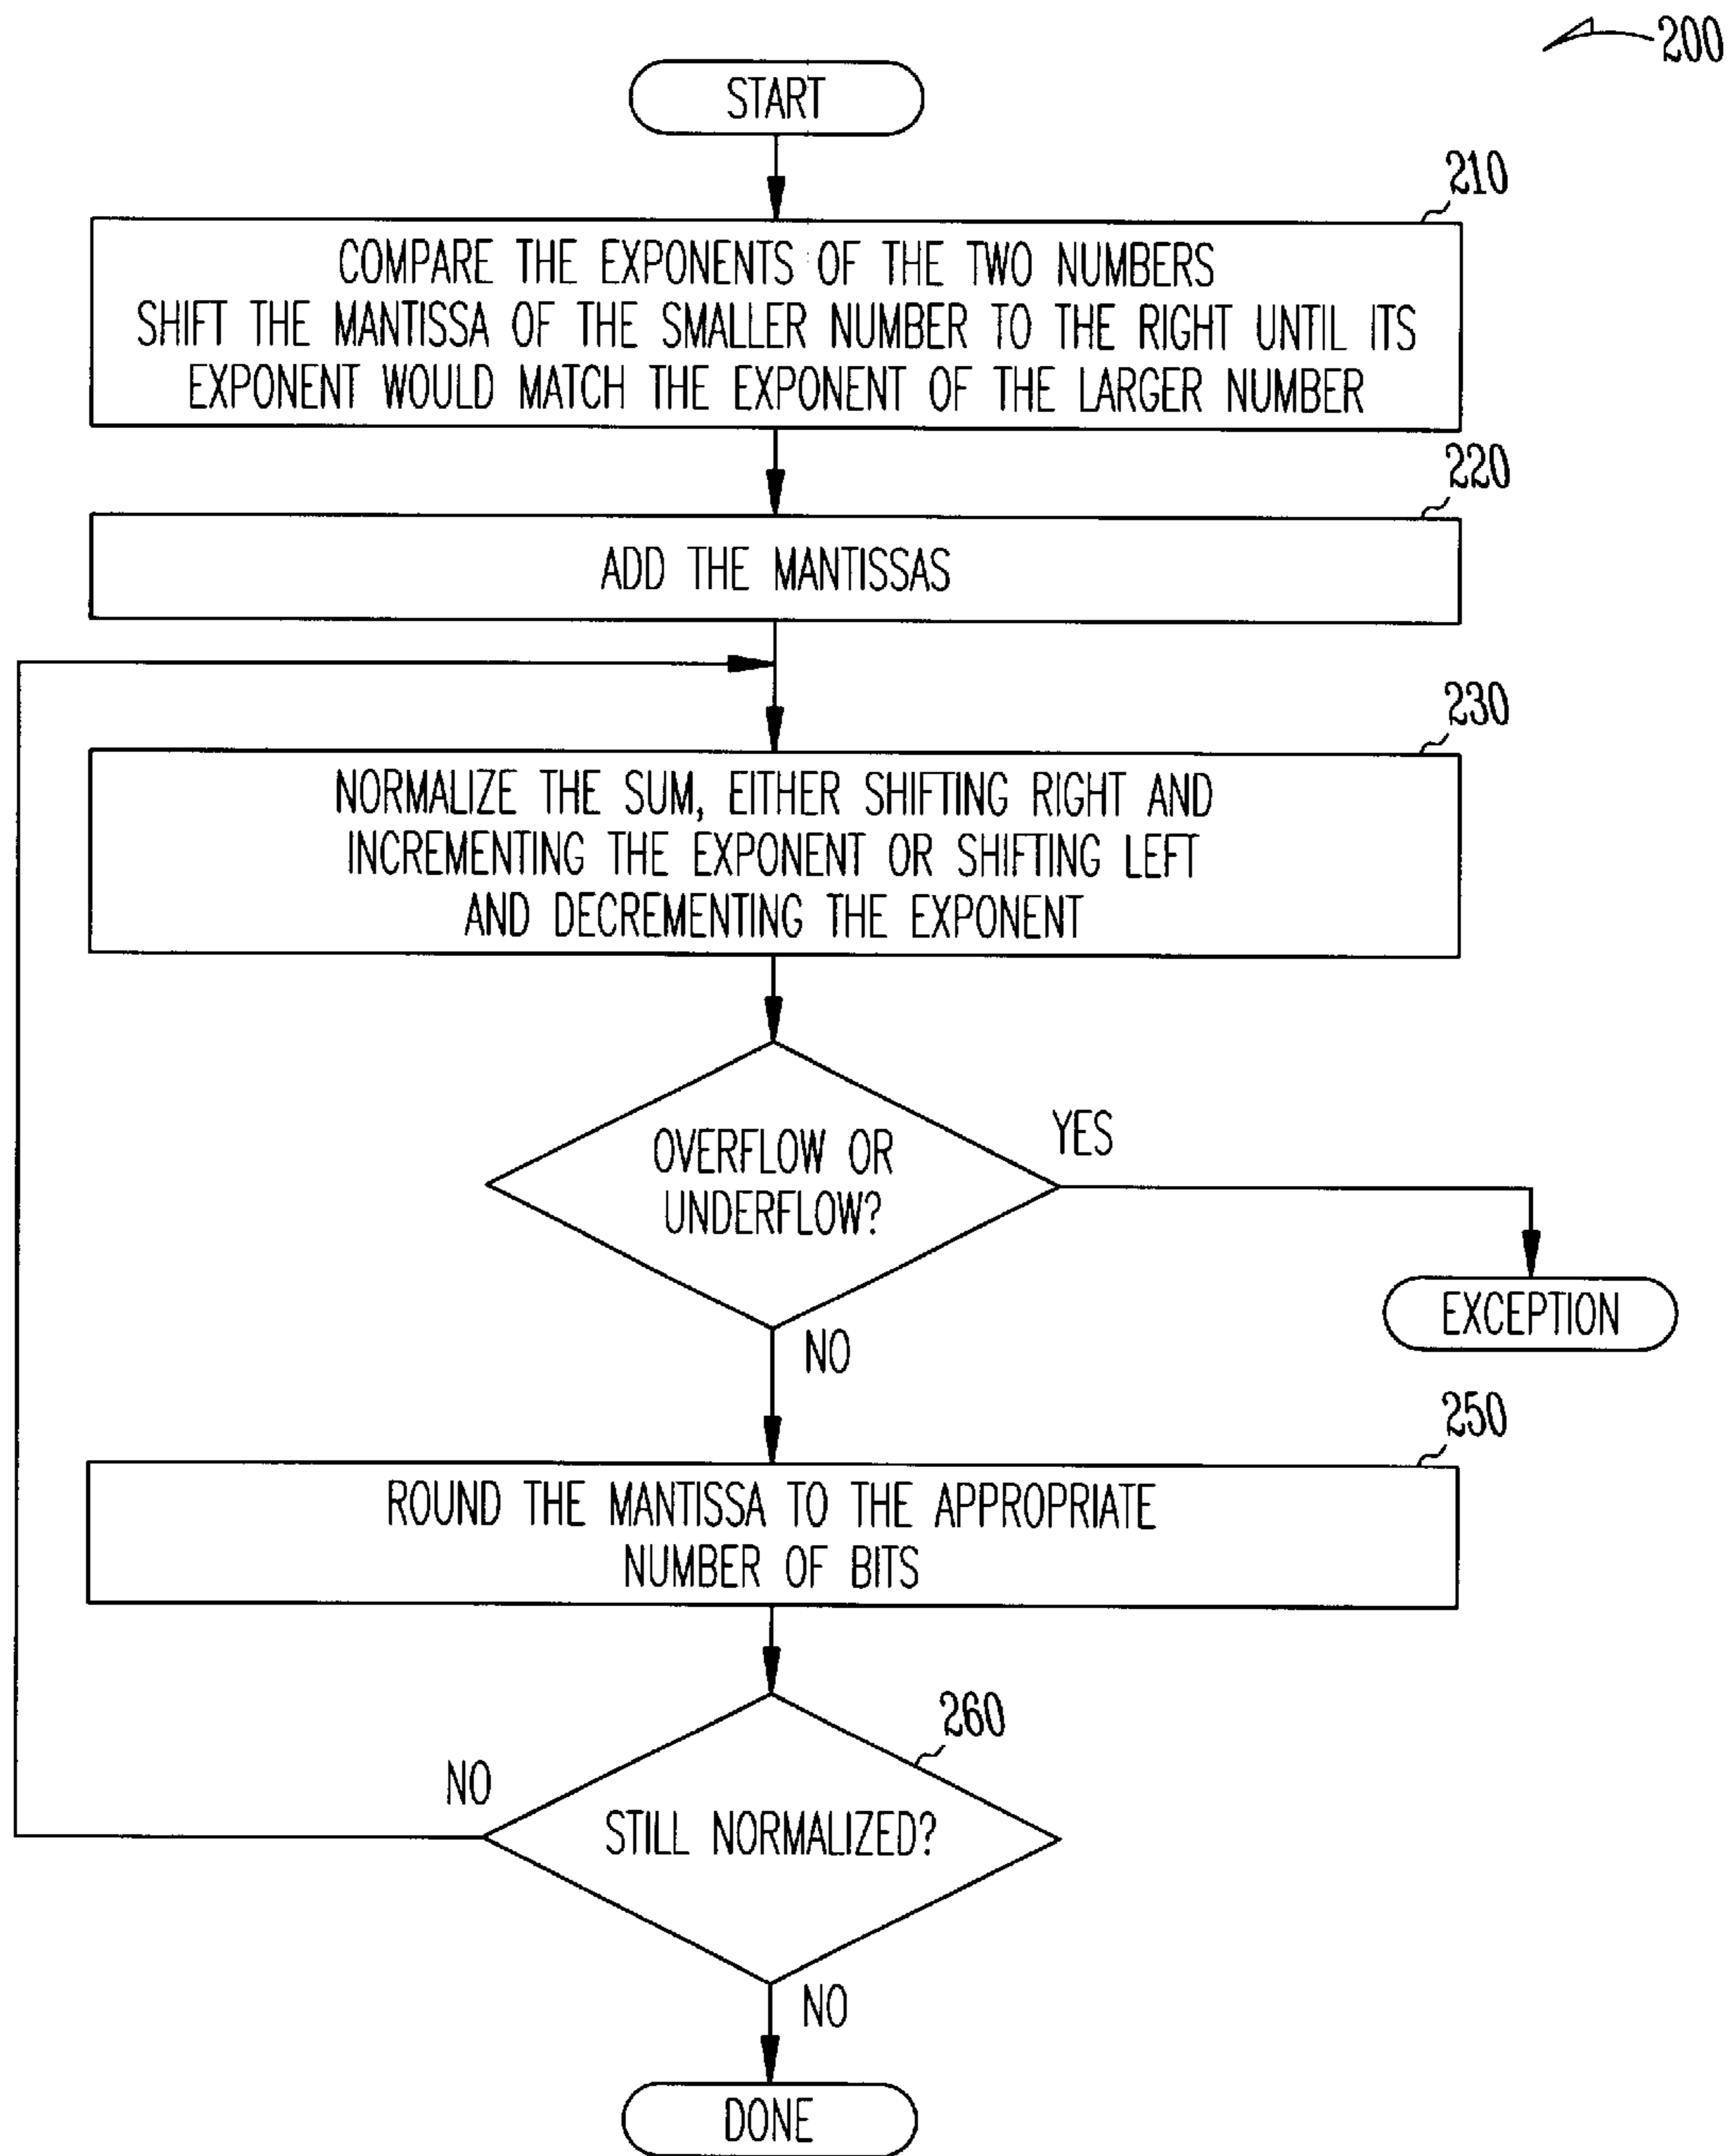 200
START
210
COMPARE THE EXPONENTS OF THE TWO NUMBERS
SHIFT THE MANTISSA OF THE SMALLER NUMBER TO THE RIGHT UNTIL ITS
EXPONENT WOULD MATCH THE EXPONENT OF THE LARGER NUMBER
220
ADD THE MANTISSAS
230
NORMALIZE THE SUM, EITHER SHIFTING RIGHT AND
INCREMENTING THE EXPONENT OR SHIFTING LEFT
AND DECREMENTING THE EXPONENT
OVERFLOW OR
UNDERFLOW?
YES
EXCEPTION
NO
250
ROUND THE MANTISSA TO THE APPROPRIATE
NUMBER OF BITS
260
NO
STILL NORMALIZED?
NO
DONE